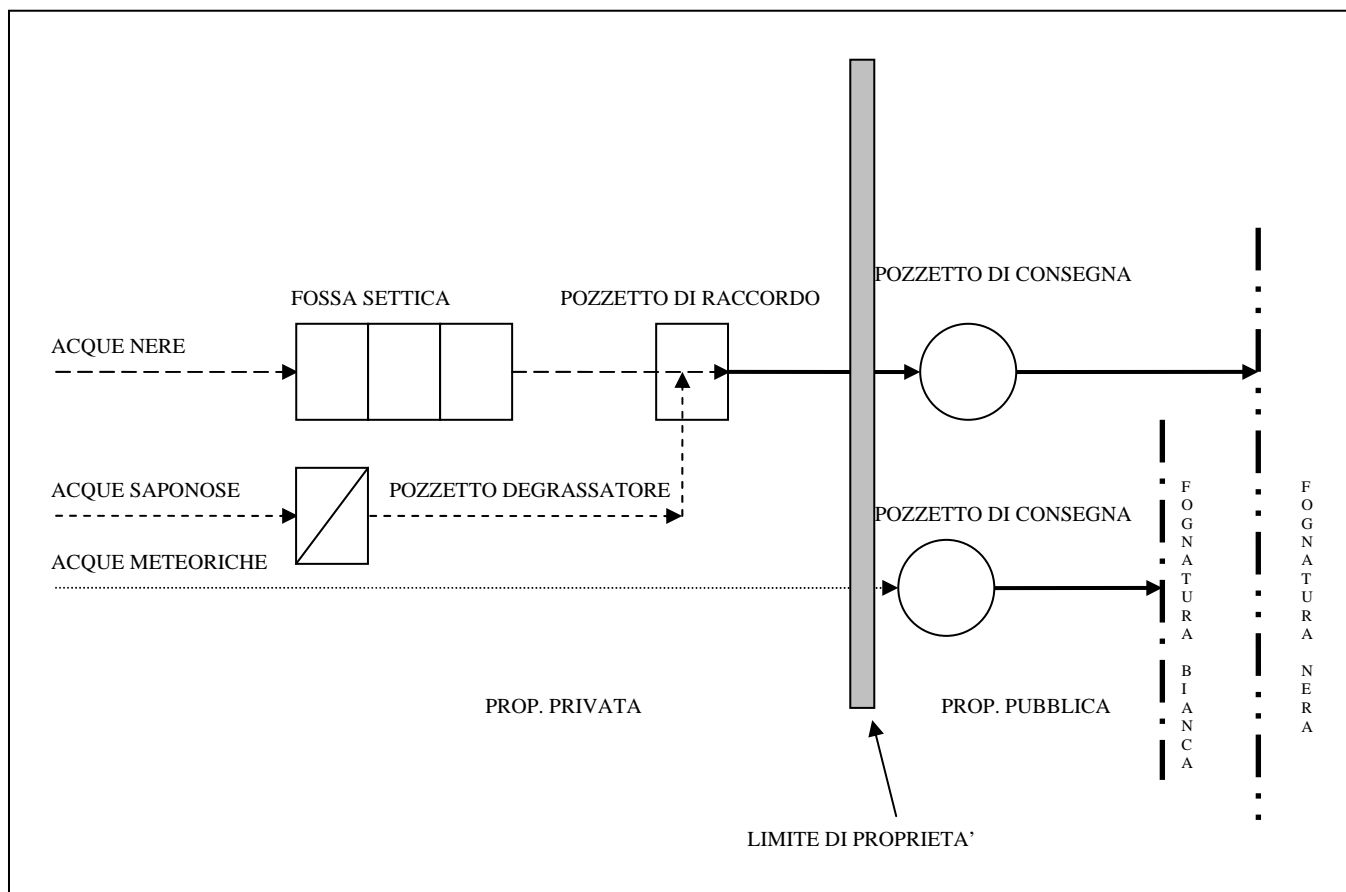 POZZETTO DI CONSEGNA
FOSSA SETTICA
POZZETTO DI RACCORDO
ACQUE NERE
ACQUE SAPONOSE
POZZETTO DEGRASSATORE
POZZETTO DI CONSEGNA
ACQUE METEORICHE
FOGNATURA BIANCA
FOGNATURA NERA
PROP. PRIVATA
PROP. PUBBLICA
LIMITE DI PROPRIETA’